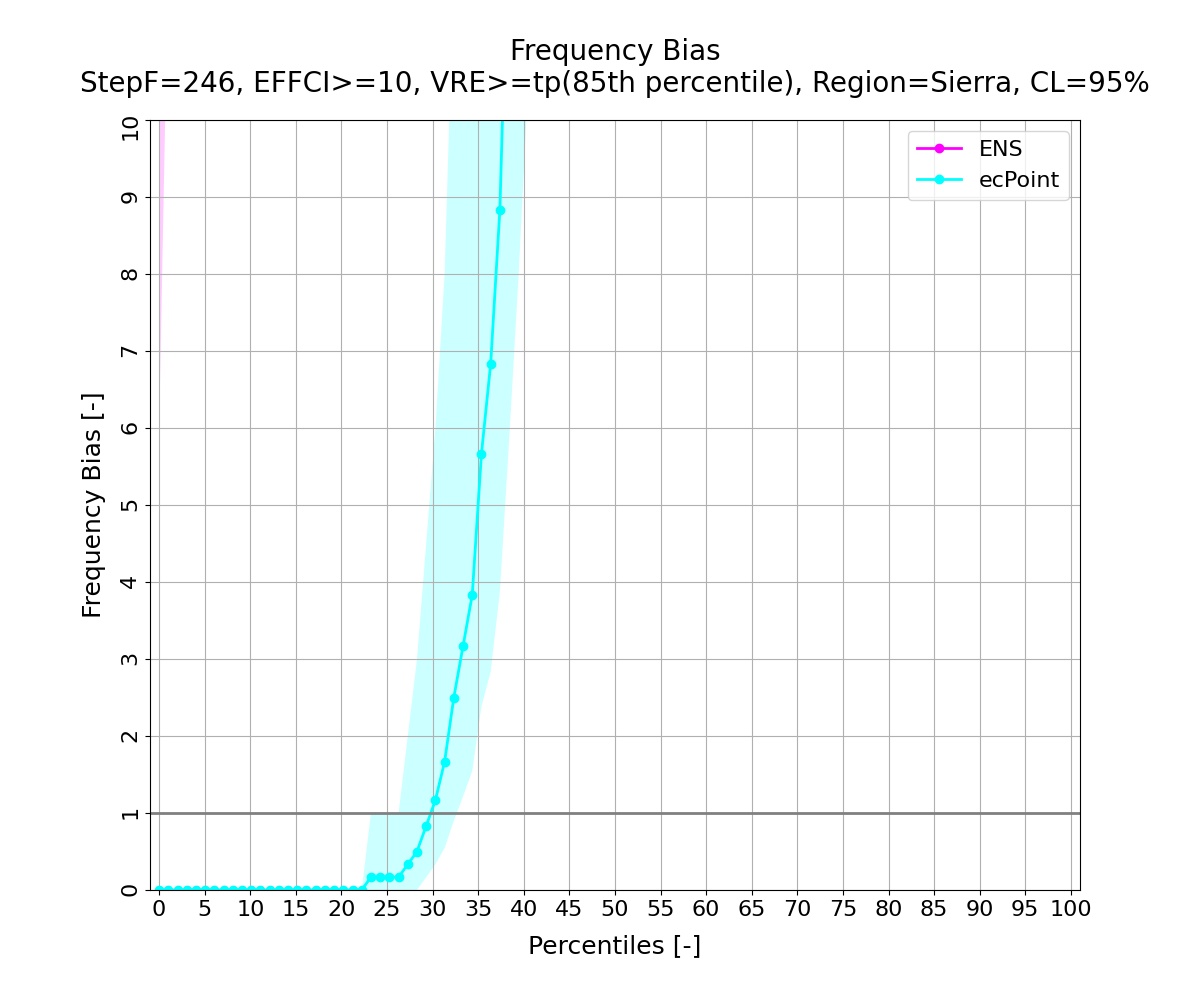 Frequency Bias
StepF=246, EFFCI>=10, VRE>=tp(85th percentile), Region=Sierra, CL=95%
ENS
ecPoint
10
9
8
7
6
5
4
3
2
1
0
Frequency Bias [-]
0 5 10 15 20 25 30 35 40 45 50 55 60 65 70 75 80 85 90 95 100
Percentiles [-]